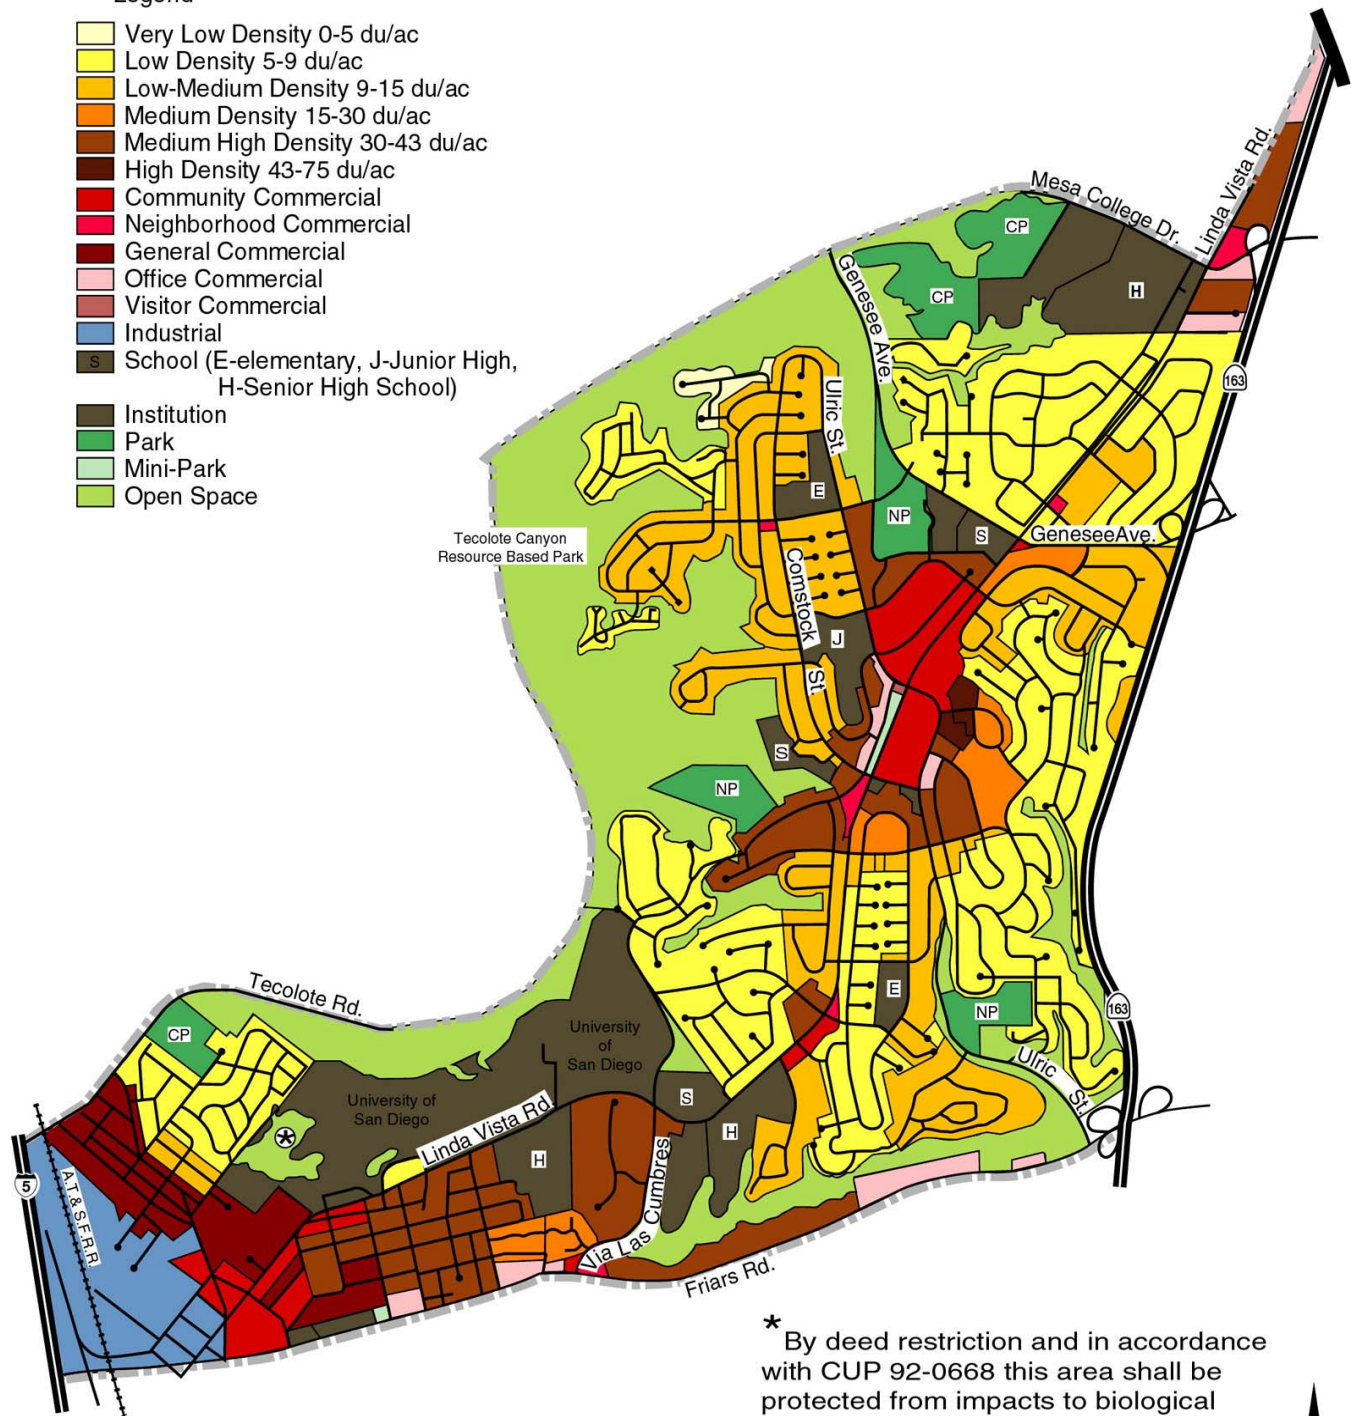 Legend
Very Low Density 0-5 du/ac
Low Density 5-9 du/ac
Low-Medium Density 9-15 du/ac
Medium Density 15-30 du/ac
Medium High Density 30-43 du/ac
High Density 43-75 du/ac
Community Commercial
Neighborhood Commercial
General Commercial
Office Commercial
Visitor Commercial
Industrial
S School (E-elementary, J-Junior High,
H-Senior High School)
Institution
Park
Mini-Park
Open Space
Mesa College Dr.
Linda Vista Rd.
CP
CP
H
Genesee Ave.
163
Ulric St.
E
NP
S
GeneseeAve.
Tecolote Canyon
Resource Based Park
Comstock
St.
J
S
NP
E
NP
163
Ulric
St.
Tecolote Rd.
CP
University
of
San Diego
University of
San Diego
*
Linda Vista Rd.
S
H
H
Via Las Cumbres
Friars Rd.
5
A.T.& S.F.R.R.
* By deed restriction and in accordance
with CUP 92-0668 this area shall be
protected from impacts to biological